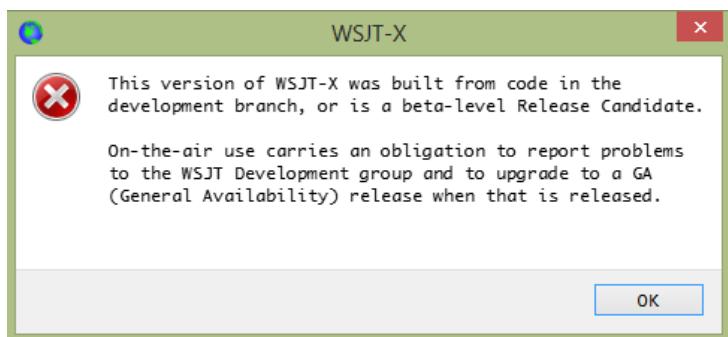 WSJT-X
This version of WSJT-X was built from code in the
development branch, or is a beta-level Release Candidate.
On-the-air use carries an obligation to report problems
to the WSJT Development group and to upgrade to a GA
(General Availability) release when that is released.
OK